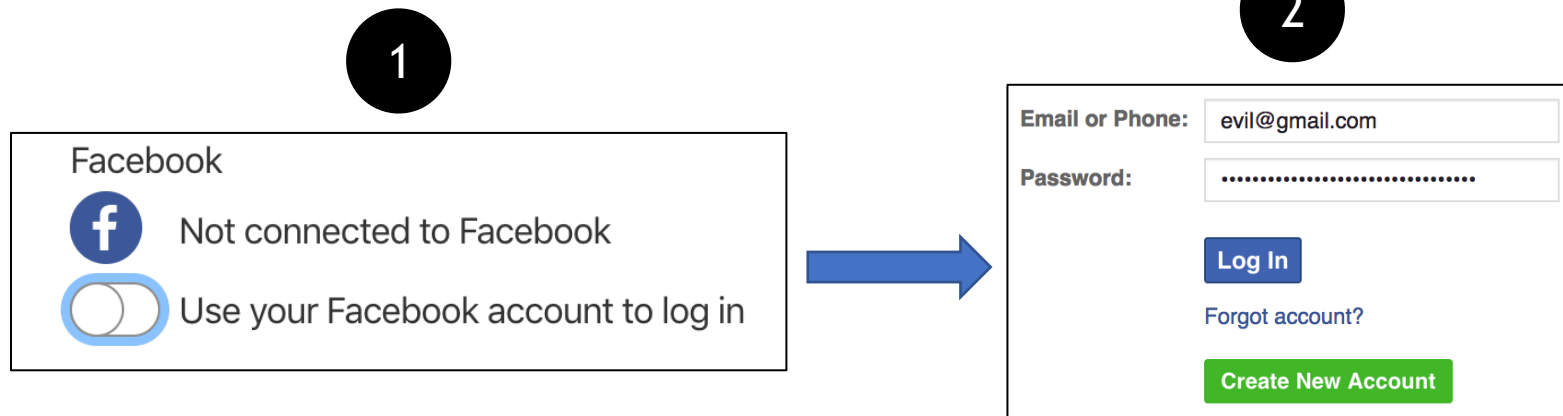 1
2
Facebook
f
Not connected to Facebook
Use your Facebook account to log in
Email or Phone: evil@gmail.com
Password: •••••••••••••••••••••••••••••••••
Log In
Forgot account?
Create New Account